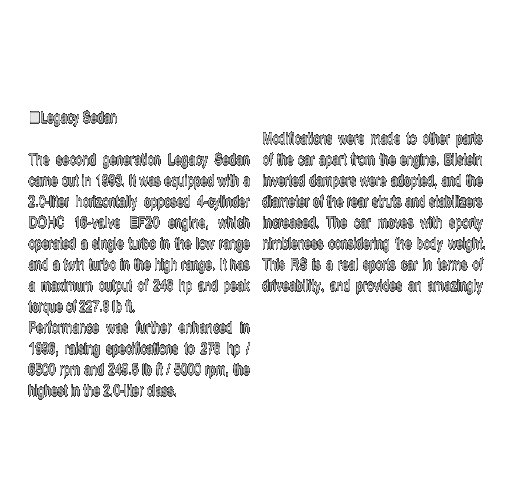 ■Legacy Sedan
The second generation Legacy Sedan
came out in 1993. It was equipped with a
2.0-liter horizontally opposed 4-cylinder
DOHC 16-valve EF20 engine, which
operated a single turbo in the low range
and a twin turbo in the high range. It has
a maximum output of 246 hp and peak
torque of 227.8 lb ft.
Performance was further enhanced in
1996, raising specifications to 276 hp /
6500 rpm and 249.5 lb ft / 5000 rpm, the
highest in the 2.0-liter class.
Modifications were made to other parts
of the car apart from the engine. Bilstein
inverted dampers were adopted, and the
diameter of the rear struts and stabilizers
increased. The car moves with sporty
nimbleness considering the body weight.
This RS is a real sports car in terms of
driveability, and provides an amazingly